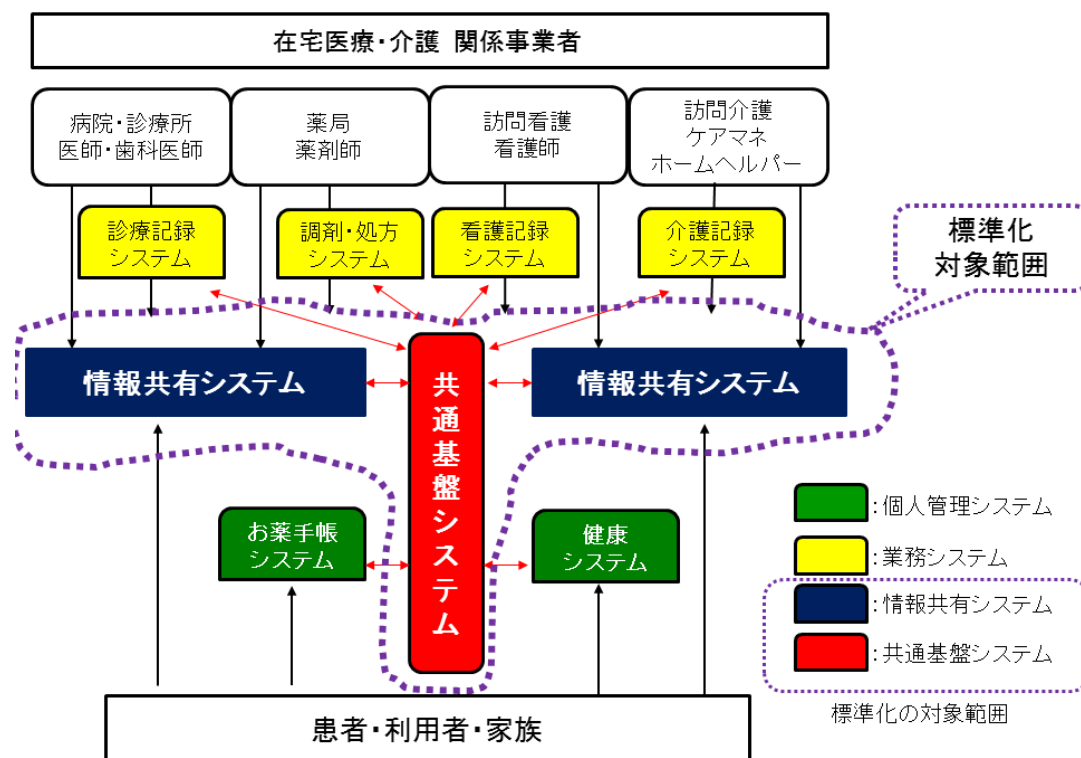 在宅医療・介護 関係事業者
病院・診療所
医師・歯科医師
薬局
薬剤師
訪問看護
看護師
訪問介護
ケアマネ
ホームヘルパー
診療記録
システム
調剤・処方
システム
看護記録
システム
介護記録
システム
標準化
対象範囲
情報共有システム
共通基盤システム
情報共有システム
お薬手帳
システム
健康
システム
:個人管理システム
:業務システム
:情報共有システム
:共通基盤システム
標準化の対象範囲
患者・利用者・家族